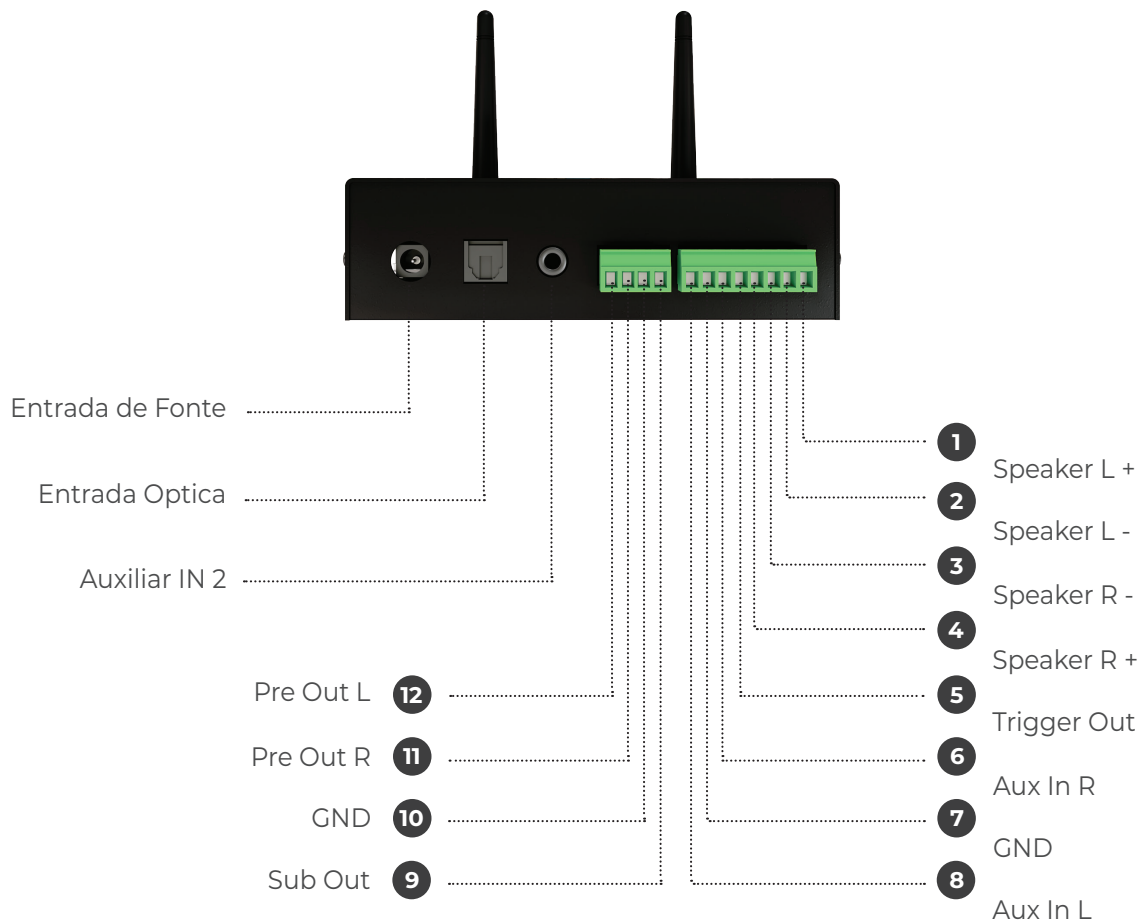 Entrada de Fonte
Entrada Optica
Auxiliar IN 2
Pre Out L 12
Pre Out R 11
GND 10
Sub Out 9
1
Speaker L +
2
Speaker L -
3
Speaker R -
4
Speaker R +
5
Trigger Out
6
Aux In R
7
GND
8
Aux In L